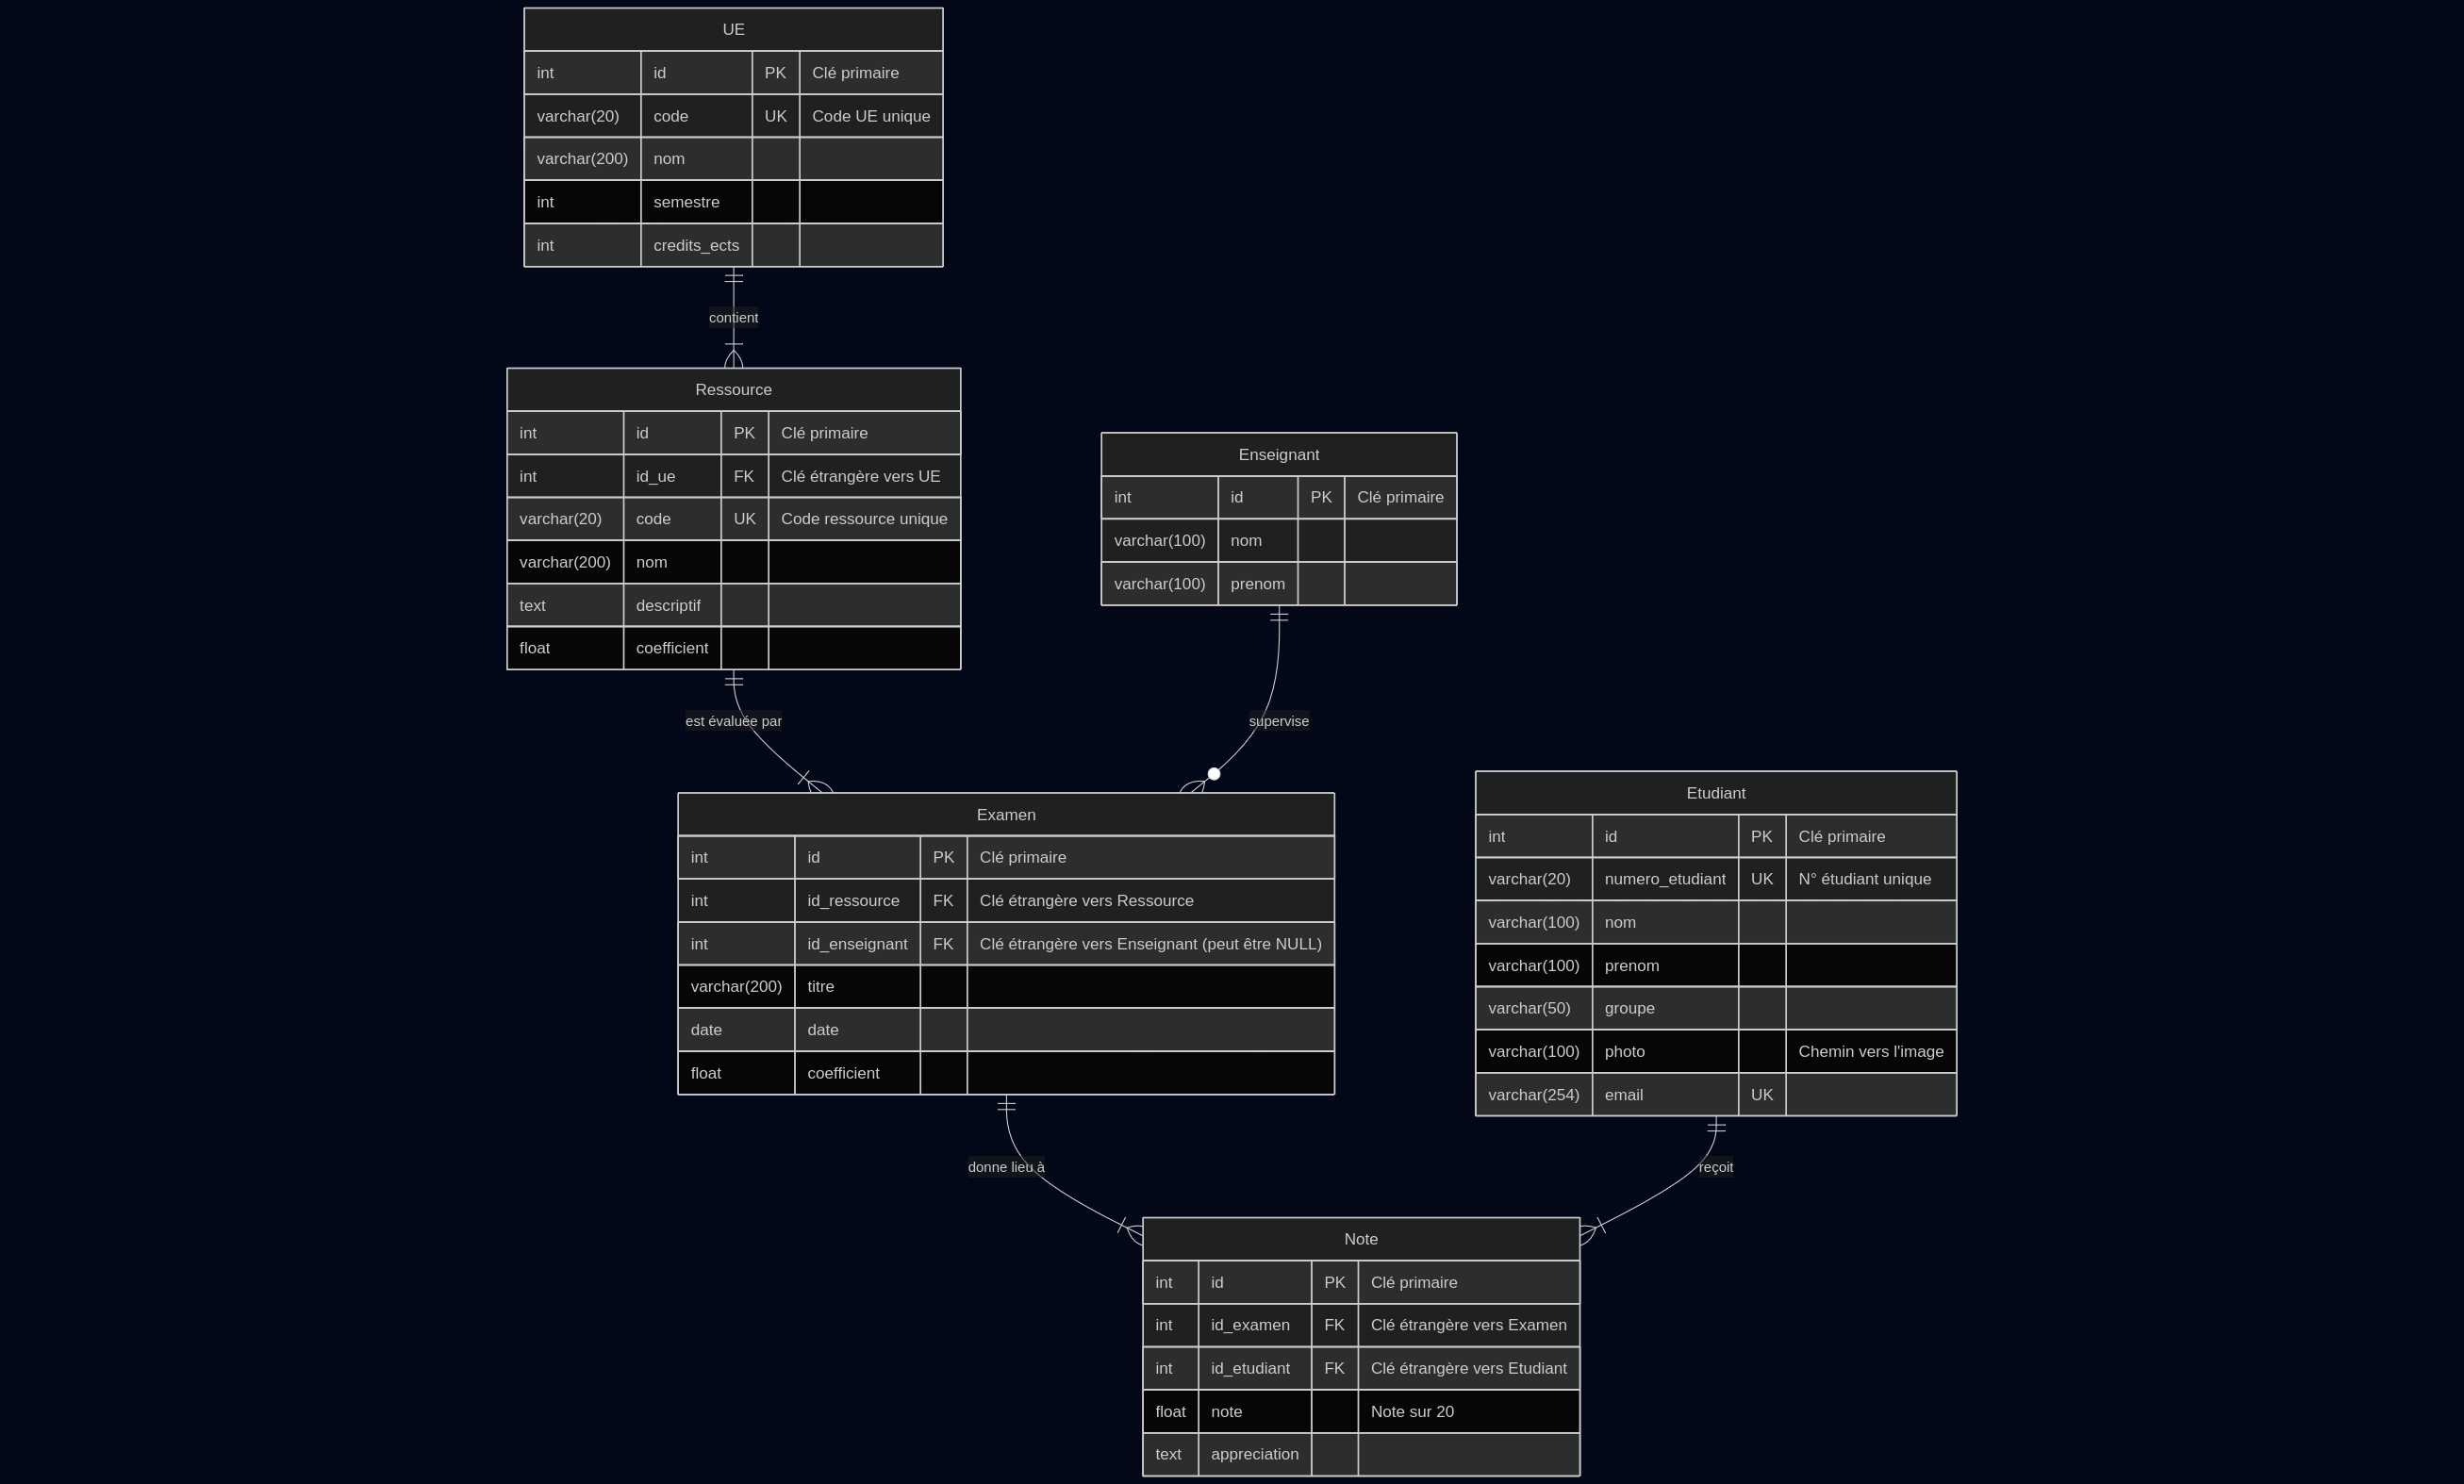 UE
int id PK Clé primaire
varchar(20) code UK Code UE unique
varchar(200) nom
int semestre
int credits_ects
contient
Ressource
int id PK Clé primaire
int id_ue FK Clé étrangère vers UE
varchar(20) code UK Code ressource unique
varchar(200) nom
text descriptif
float coefficient
Enseignant
int id PK Clé primaire
varchar(100) nom
varchar(100) prenom
est évaluée par
supervise
Examen
int id PK Clé primaire
int id_ressource FK Clé étrangère vers Ressource
int id_enseignant FK Clé étrangère vers Enseignant (peut être NULL)
varchar(200) titre
date date
float coefficient
Etudiant
int id PK Clé primaire
varchar(20) numero_etudiant UK N° étudiant unique
varchar(100) nom
varchar(100) prenom
varchar(50) groupe
varchar(100) photo Chemin vers l'image
varchar(254) email UK
donne lieu à
reçoit
Note
int id PK Clé primaire
int id_examen FK Clé étrangère vers Examen
int id_etudiant FK Clé étrangère vers Etudiant
float note Note sur 20
text appreciation